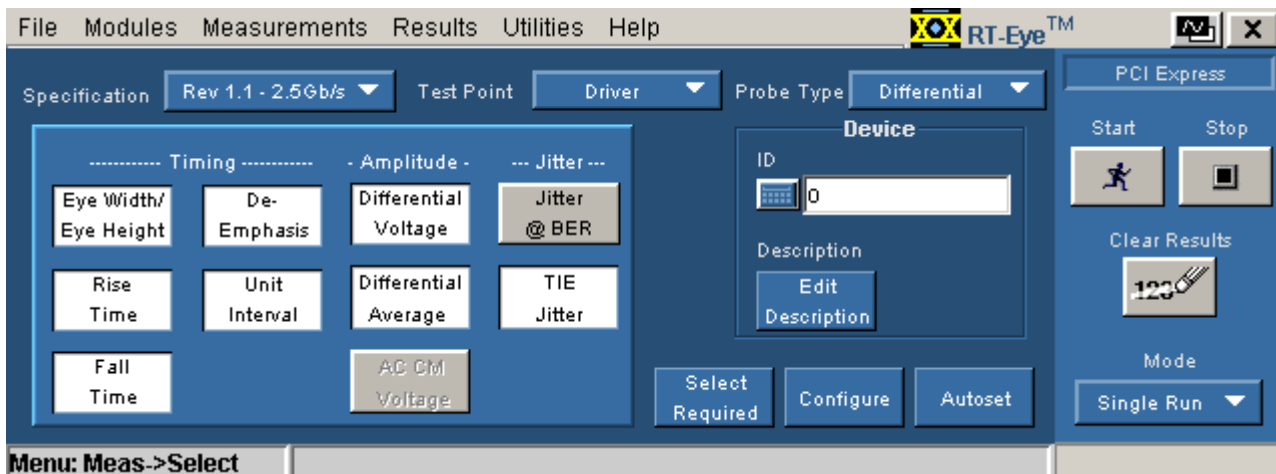 File Modules Measurements Results Utilities Help
RT-Eye™
Specification Rev 1.1 - 2.5Gb/s Test Point Driver Probe Type Differential
PCI Express
------------ Timing ------------ - Amplitude - --- Jitter ---
Eye Width/
Eye Height
De-
Emphasis
Differential
Voltage
Jitter
@ BER
Rise
Time
Unit
Interval
Differential
Average
TIE
Jitter
Fall
Time
AC CM
Voltage
Device
ID
0
Description
Edit
Description
Select
Required
Configure
Autoset
Start Stop
Clear Results
123
Mode
Single Run
Menu: Meas->Select